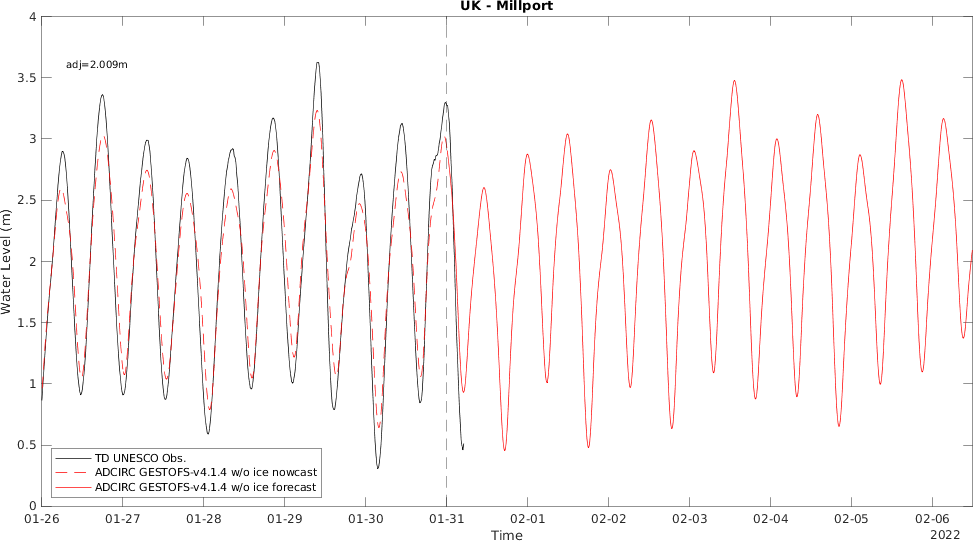 UK - Millport
adj=2.009m
Water Level (m)
4
3.5
3
2.5
2
1.5
1
0.5
0
TD UNESCO Obs.
ADCIRC GESTOFS-v4.1.4 w/o ice nowcast
ADCIRC GESTOFS-v4.1.4 w/o ice forecast
01-26 01-27 01-28 01-29 01-30 01-31 02-01 02-02 02-03 02-04 02-05 02-06
2022
Time